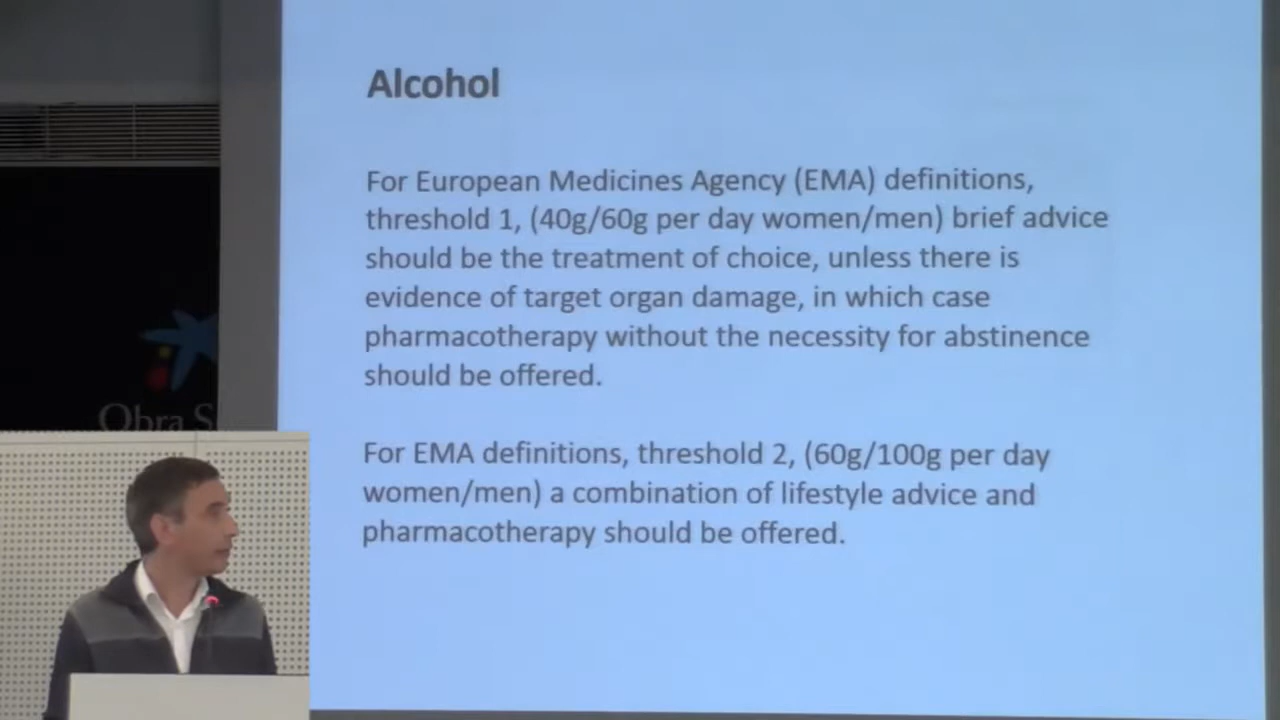 Alcohol
For European Medicines Agency (EMA) definitions,
threshold 1, (40g/60g per day women/men) brief advice
should be the treatment of choice, unless there is
evidence of target organ damage, in which case
pharmacotherapy without the necessity for abstinence
should be offered.
For EMA definitions, threshold 2, (60g/100g per day
women/men) a combination of lifestyle advice and
pharmacotherapy should be offered.
Obra